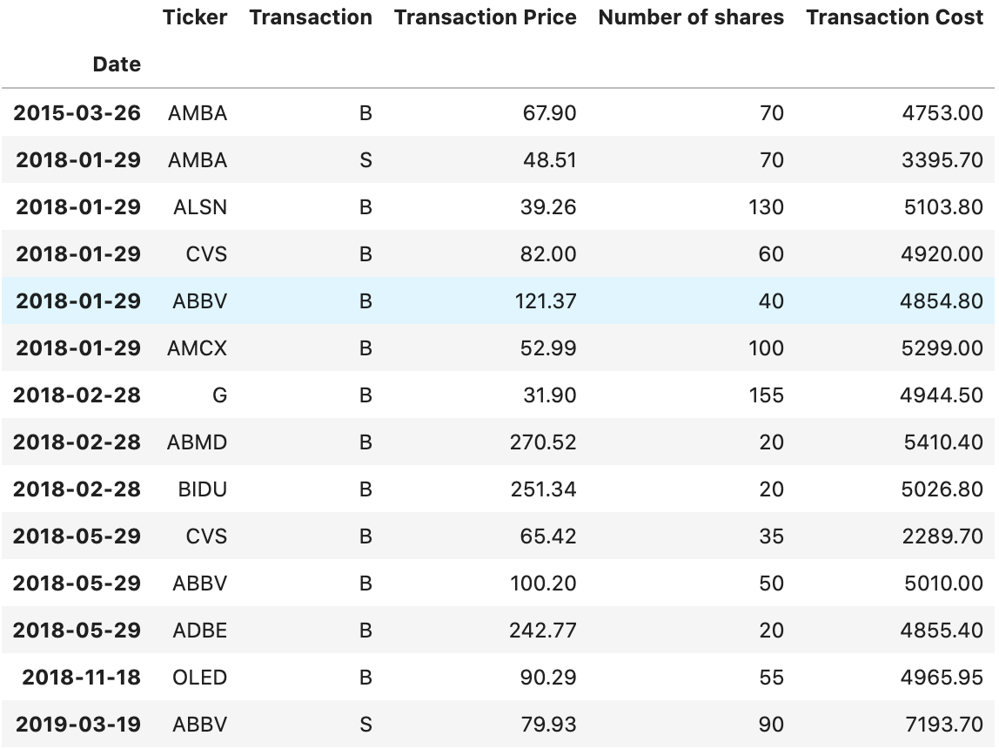 Ticker Transaction Transaction Price Number of shares Transaction Cost
Date
2015-03-26 AMBA B 67.90 70 4753.00
2018-01-29 AMBA S 48.51 70 3395.70
2018-01-29 ALSN B 39.26 130 5103.80
2018-01-29 CVS B 82.00 60 4920.00
2018-01-29 ABBV B 121.37 40 4854.80
2018-01-29 AMCX B 52.99 100 5299.00
2018-02-28 G B 31.90 155 4944.50
2018-02-28 ABMD B 270.52 20 5410.40
2018-02-28 BIDU B 251.34 20 5026.80
2018-05-29 CVS B 65.42 35 2289.70
2018-05-29 ABBV B 100.20 50 5010.00
2018-05-29 ADBE B 242.77 20 4855.40
2018-11-18 OLED B 90.29 55 4965.95
2019-03-19 ABBV S 79.93 90 7193.70